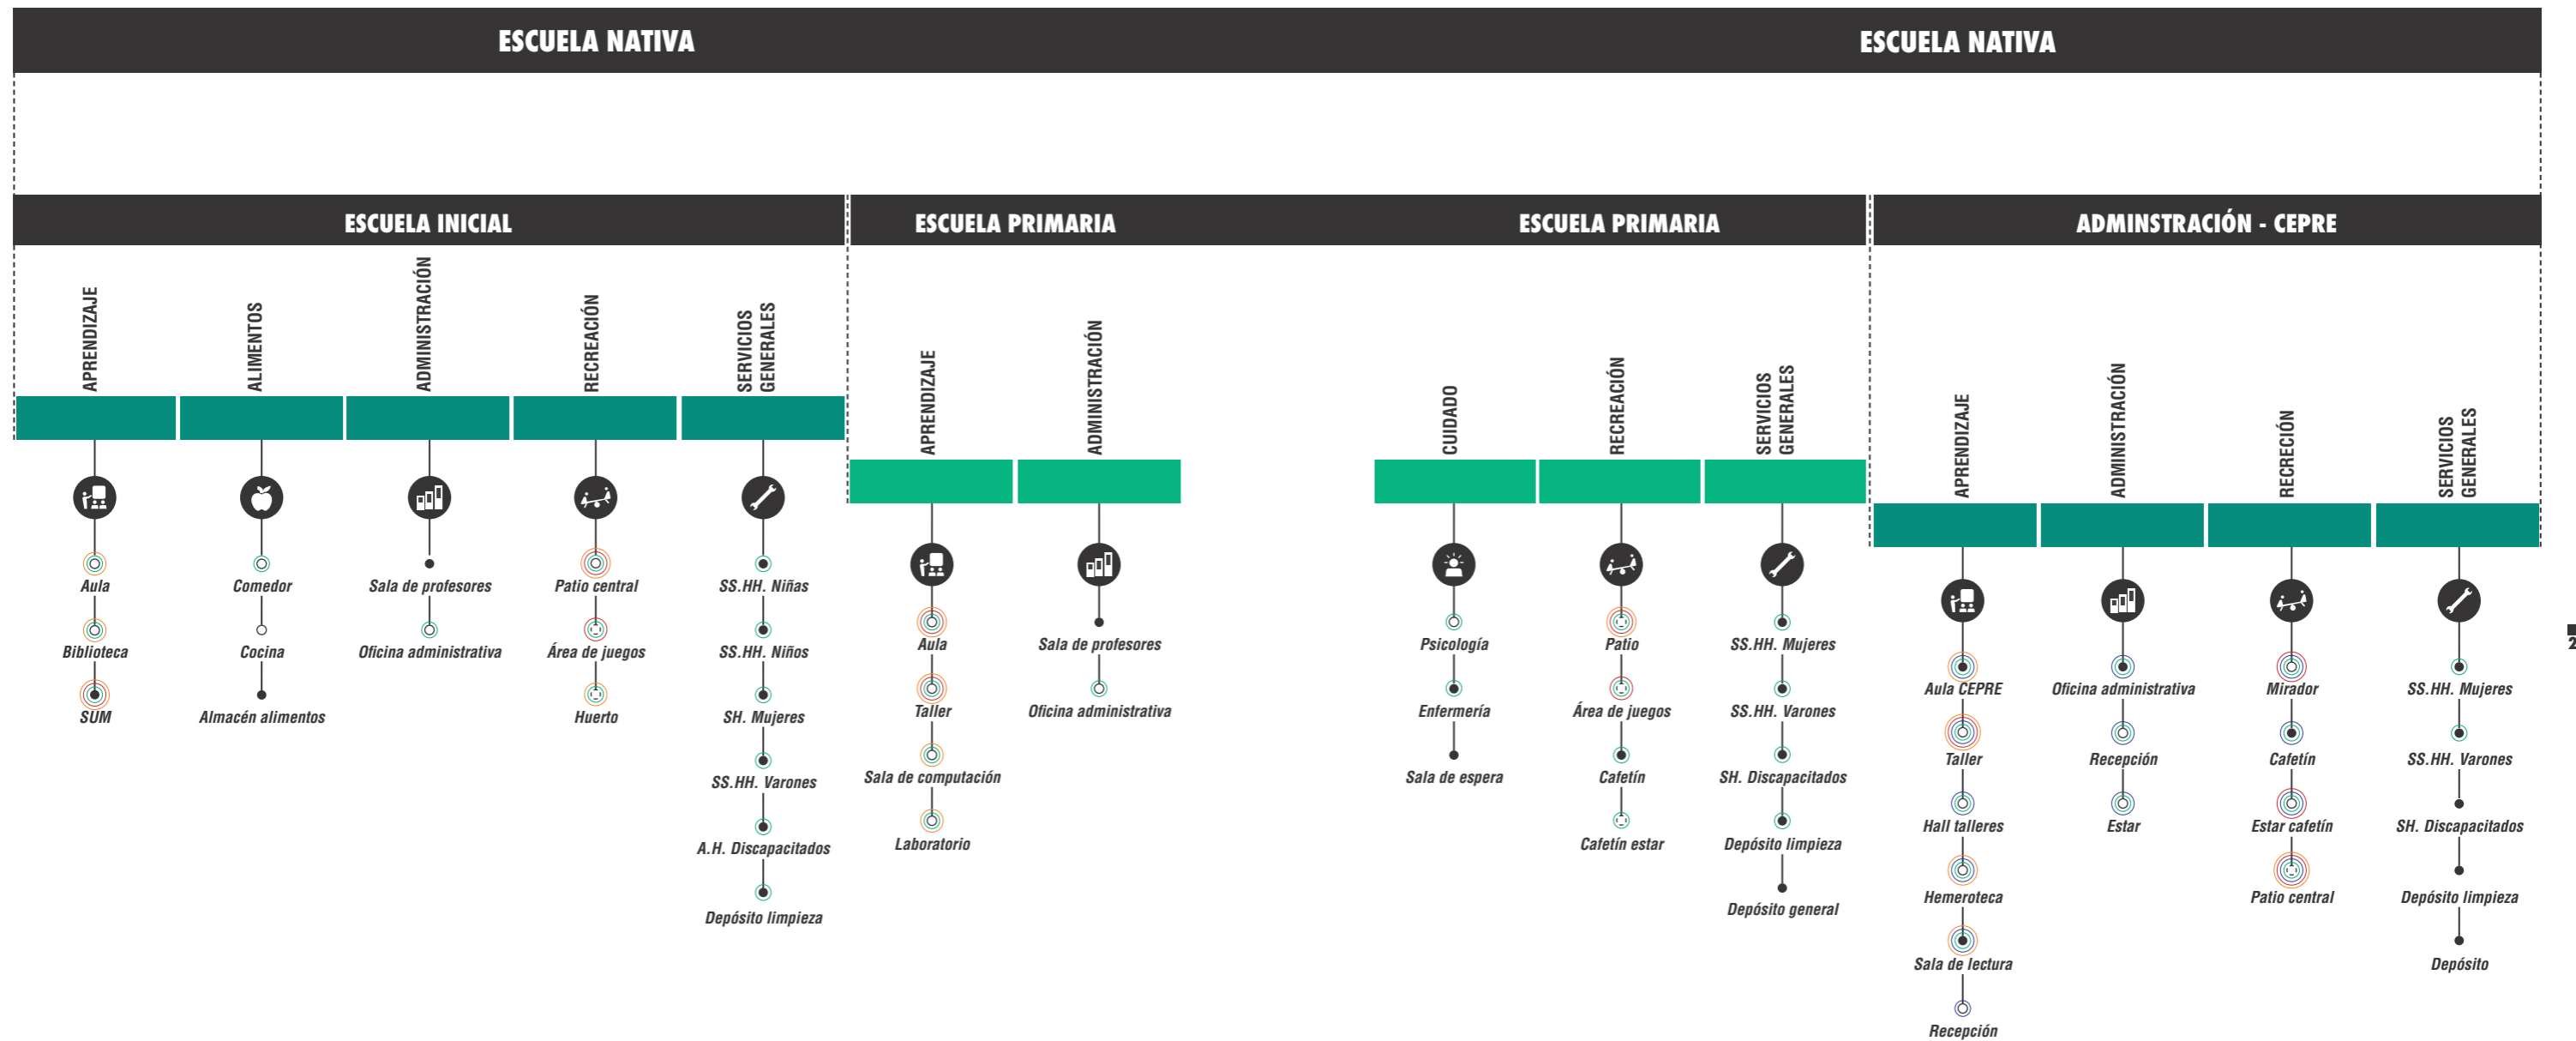 ESCUELA NATIVA
ESCUELA NATIVA
ESCUELA INICIAL
ESCUELA PRIMARIA
ESCUELA PRIMARIA
ADMINSTRACIÓN - CEPRE
APRENDIZAJE
Aula
Biblioteca
SUM
ALIMENTOS
Comedor
Cocina
Almacén alimentos
ADMINISTRACIÓN
Sala de profesores
Oficina administrativa
RECREACIÓN
Patio central
Área de juegos
Huerto
SERVICIOS
GENERALES
SS.HH. Niñas
SS.HH. Niños
SH. Mujeres
SS.HH. Varones
A.H. Discapacitados
Depósito limpieza
APRENDIZAJE
Aula
Taller
Sala de computación
Laboratorio
ADMINISTRACIÓN
Sala de profesores
Oficina administrativa
CUIDADO
Psicología
Enfermería
Sala de espera
RECREACIÓN
Patio
Área de juegos
Cafetín
Cafetín estar
SERVICIOS
GENERALES
SS.HH. Mujeres
SS.HH. Varones
SH. Discapacitados
Depósito limpieza
Depósito general
APRENDIZAJE
Aula CEPRE
Taller
Hall talleres
Hemeroteca
Sala de lectura
Recepción
ADMINISTRACIÓN
Oficina administrativa
Recepción
Estar
RECRECIÓN
Mirador
Cafetín
Estar cafetín
Patio central
SERVICIOS
GENERALES
SS.HH. Mujeres
SS.HH. Varones
SH. Discapacitados
Depósito limpieza
Depósito